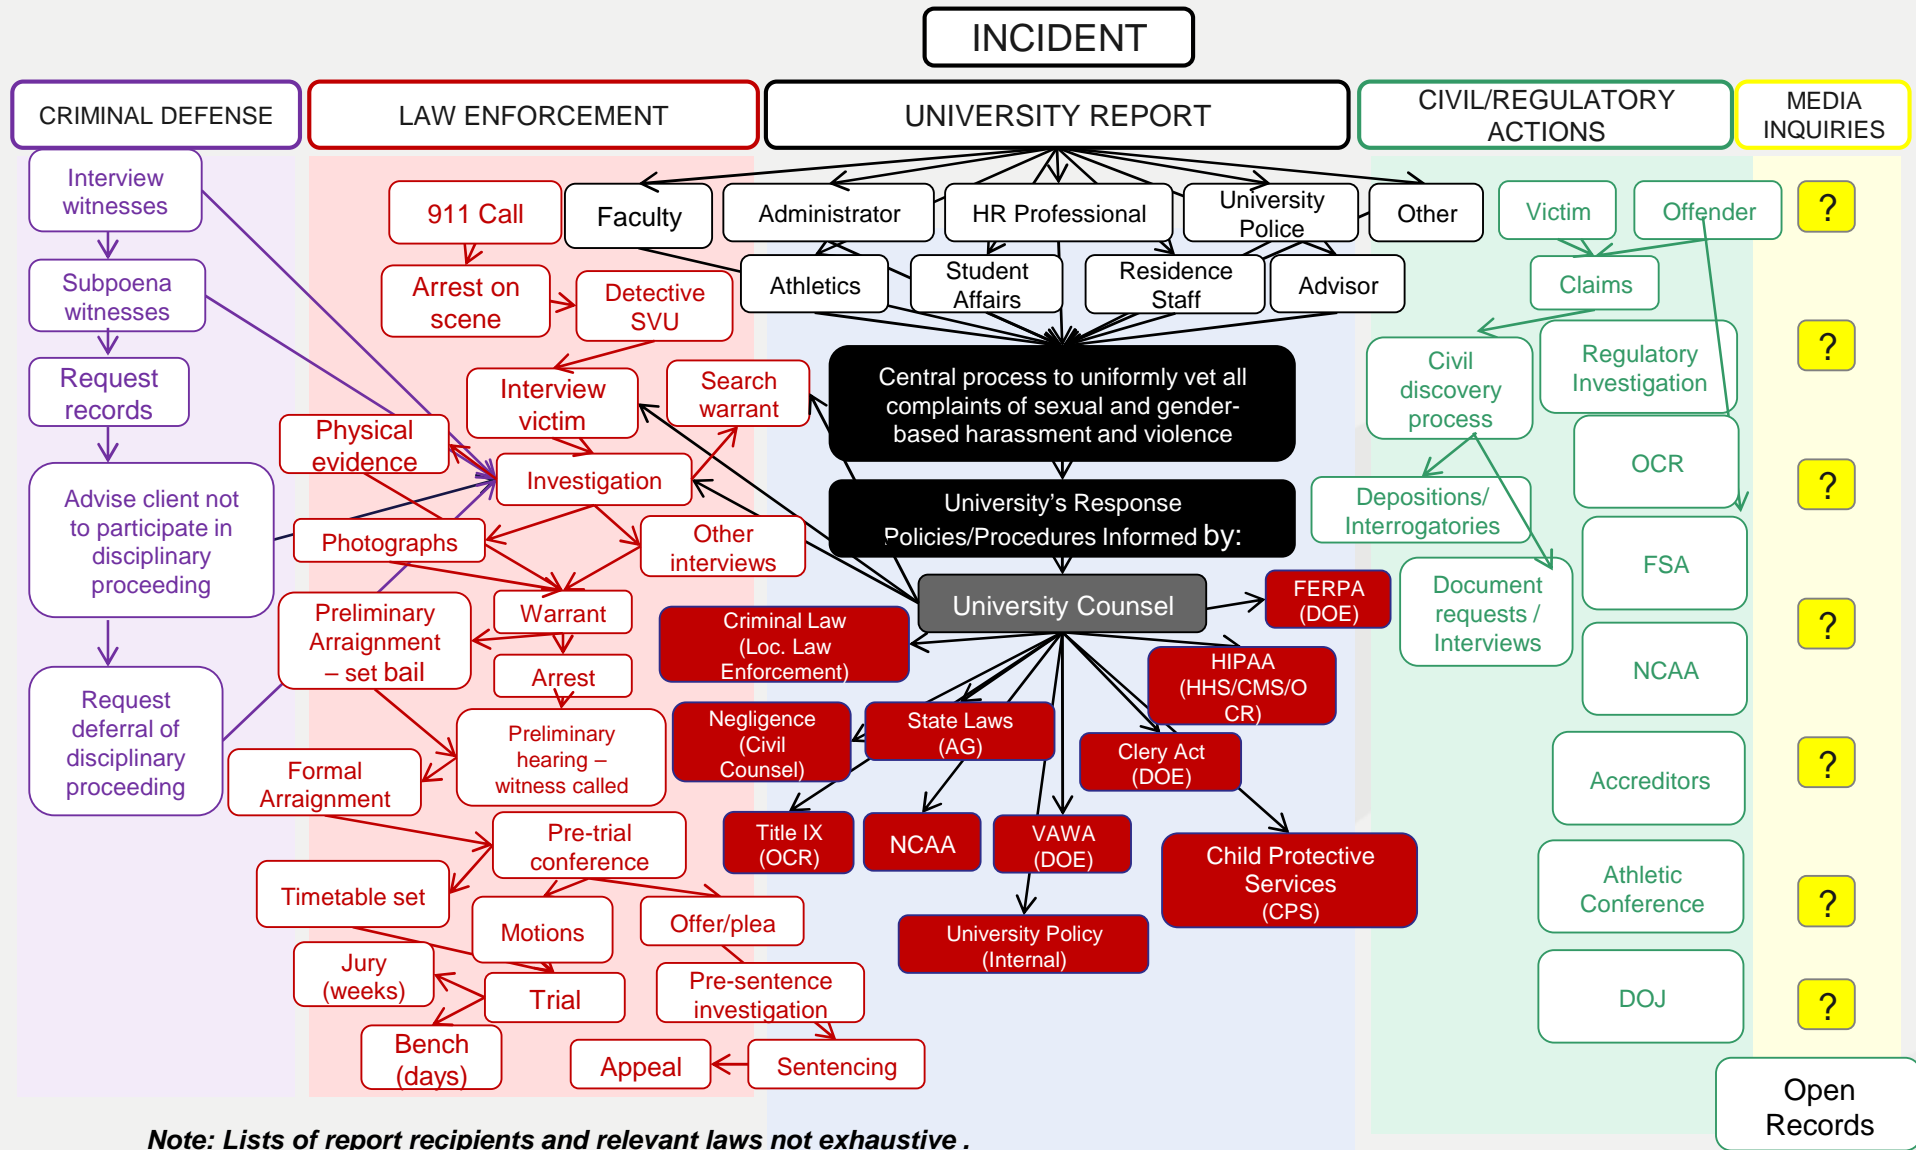 INCIDENT
CRIMINAL DEFENSE
LAW ENFORCEMENT
UNIVERSITY REPORT
CIVIL/REGULATORY
ACTIONS
MEDIA
INQUIRIES
Interview
witnesses
Subpoena
witnesses
Request
records
Advise client not
to participate in
disciplinary
proceeding
Request
deferral of
disciplinary
proceeding
911 Call
Arrest on
scene
Detective
SVU
Interview
victim
Search
warrant
Physical
evidence
Investigation
Photographs
Other
interviews
Warrant
Preliminary
Arraignment
– set bail
Arrest
Preliminary
hearing –
witness called
Formal
Arraignment
Pre-trial
conference
Timetable set
Motions
Offer/plea
Jury
(weeks)
Trial
Pre-sentence
investigation
Bench
(days)
Appeal
Sentencing
Faculty
Administrator
HR Professional
University
Police
Other
Athletics
Student
Affairs
Residence
Staff
Advisor
Central process to uniformly vet all
complaints of sexual and gender-
based harassment and violence
University’s Response
Policies/Procedures Informed by:
University Counsel
FERPA
(DOE)
Criminal Law
(Loc. Law
Enforcement)
HIPAA
(HHS/CMS/O
CR)
Negligence
(Civil
Counsel)
State Laws
(AG)
Clery Act
(DOE)
Title IX
(OCR)
NCAA
VAWA
(DOE)
Child Protective
Services
(CPS)
University Policy
(Internal)
Victim
Offender
Claims
Civil
discovery
process
Regulatory
Investigation
OCR
Depositions/
Interrogatories
FSA
Document
requests /
Interviews
NCAA
Accreditors
Athletic
Conference
DOJ
?
?
?
?
?
?
?
Open
Records
Note: Lists of report recipients and relevant laws not exhaustive .